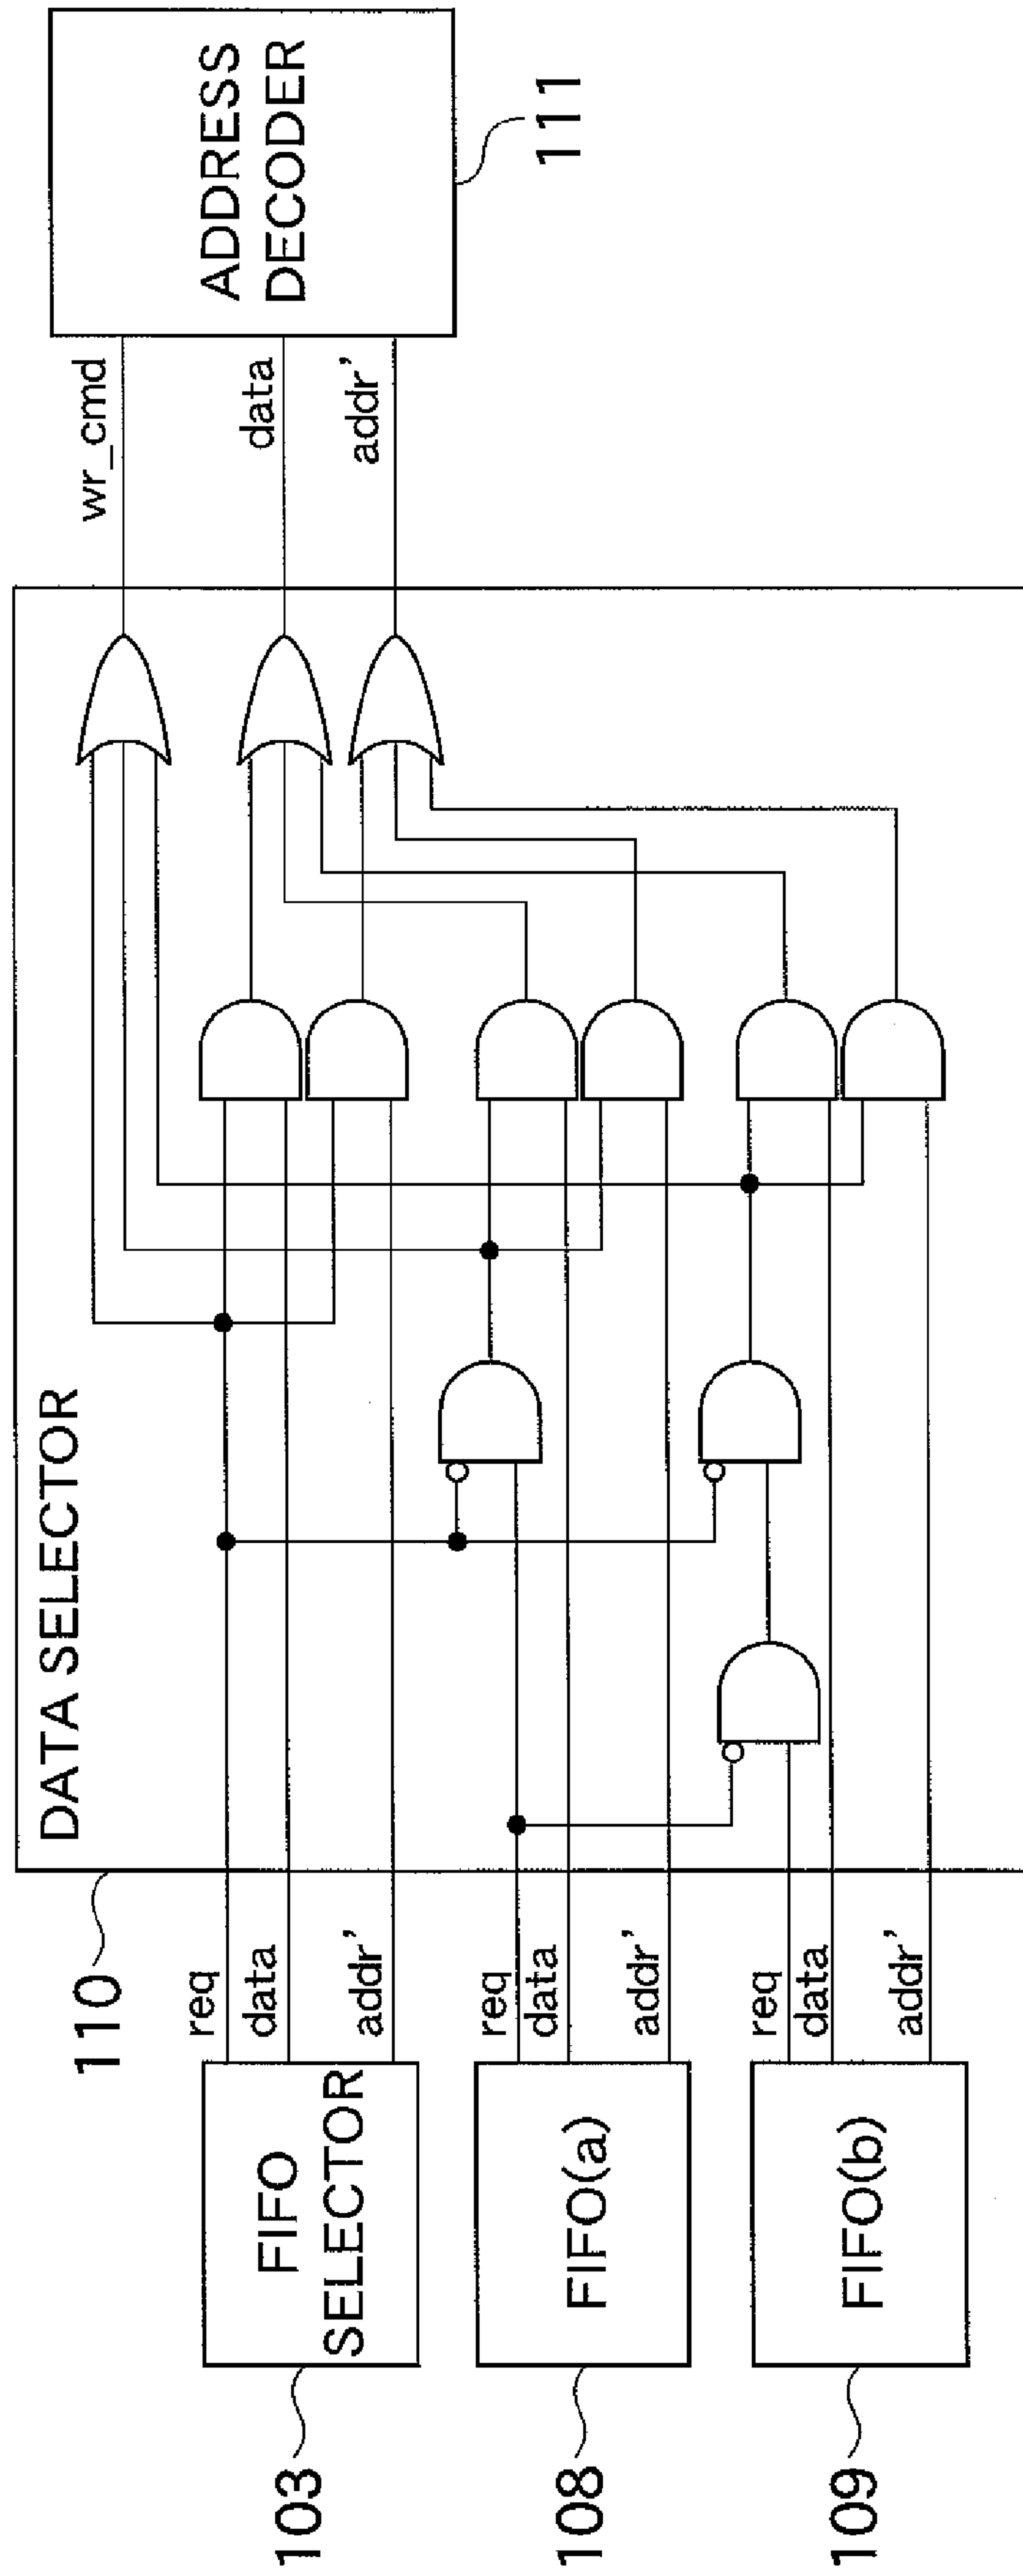 110
DATA SELECTOR
103
FIFO
SELECTOR
req
data
addr’
108
FIFO(a)
req
data
addr’
109
FIFO(b)
req
data
addr’
wr_cmd
data
addr’
ADDRESS
DECODER
111